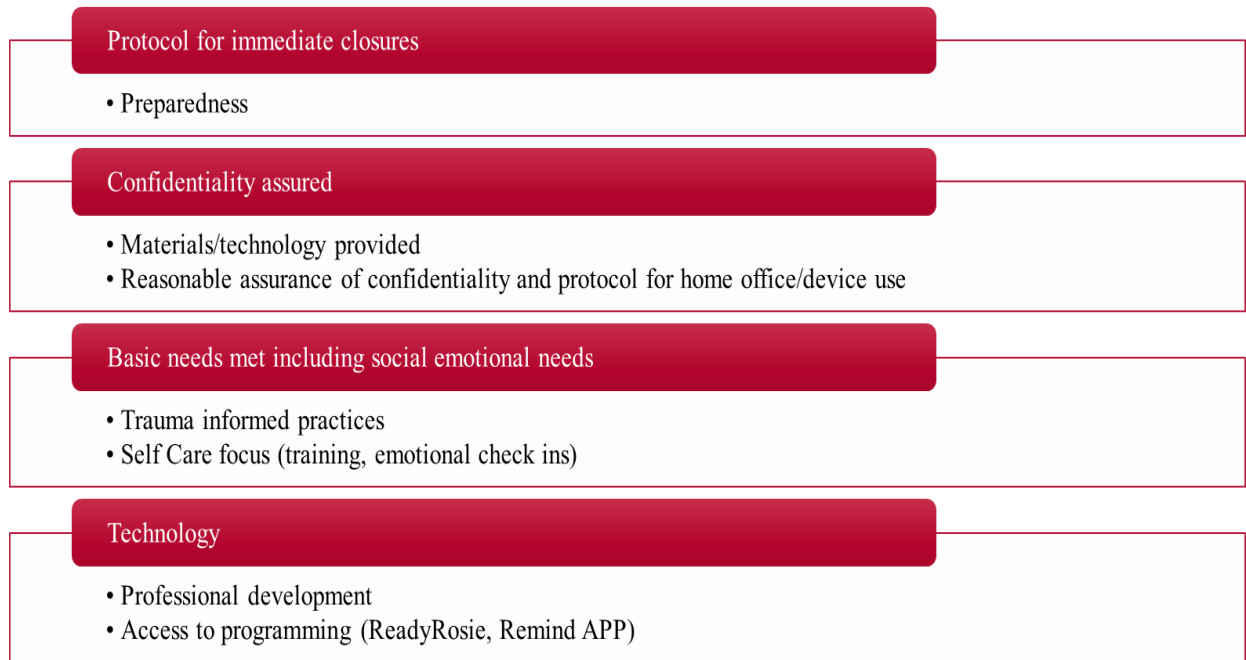 Protocol for immediate closures
• Preparedness
Confidentiality assured
• Materials/technology provided
• Reasonable assurance of confidentiality and protocol for home office/device use
Basic needs met including social emotional needs
• Trauma informed practices
• Self Care focus (training, emotional check ins)
Technology
• Professional development
• Access to programming (ReadyRosie, Remind APP)